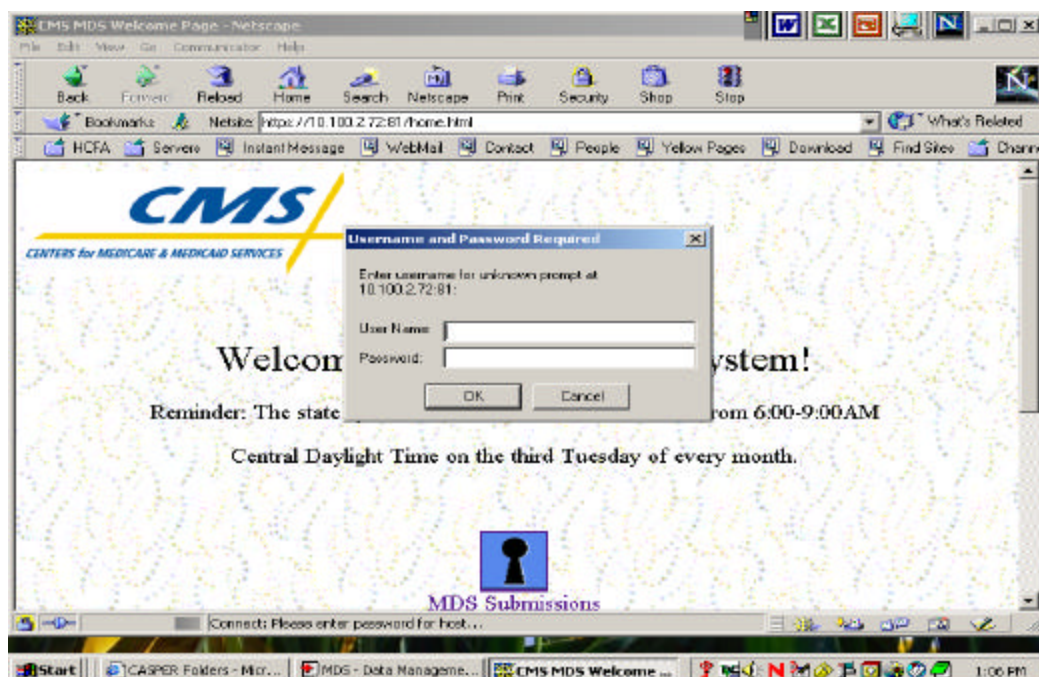 CMS MDS Welcome Page - Netscape
File Edit View Go Communicator Help
Back Forward Reload Home Search Netscape Print Security Shop Stop
Bookmarks Netsite: https://10.100.2.72:81/home.html What's Related
HCFA Servers Instant Message WebMail Contact People Yellow Pages Download Find Sites Chann
CMS
CENTERS for MEDICARE & MEDICAID SERVICES
Username and Password Required
Enter username for unknown prompt at
10.100.2.72:81:
User Name:
Password:
OK Cancel
Welcom ystem!
Reminder: The state rom 6:00-9:00AM
Central Daylight Time on the third Tuesday of every month.
MDS Submissions
Connect: Please enter password for host...
Start CASPER Folders - Micr... MDS - Data Manageme... CMS MDS Welcome ... 1:06 PM